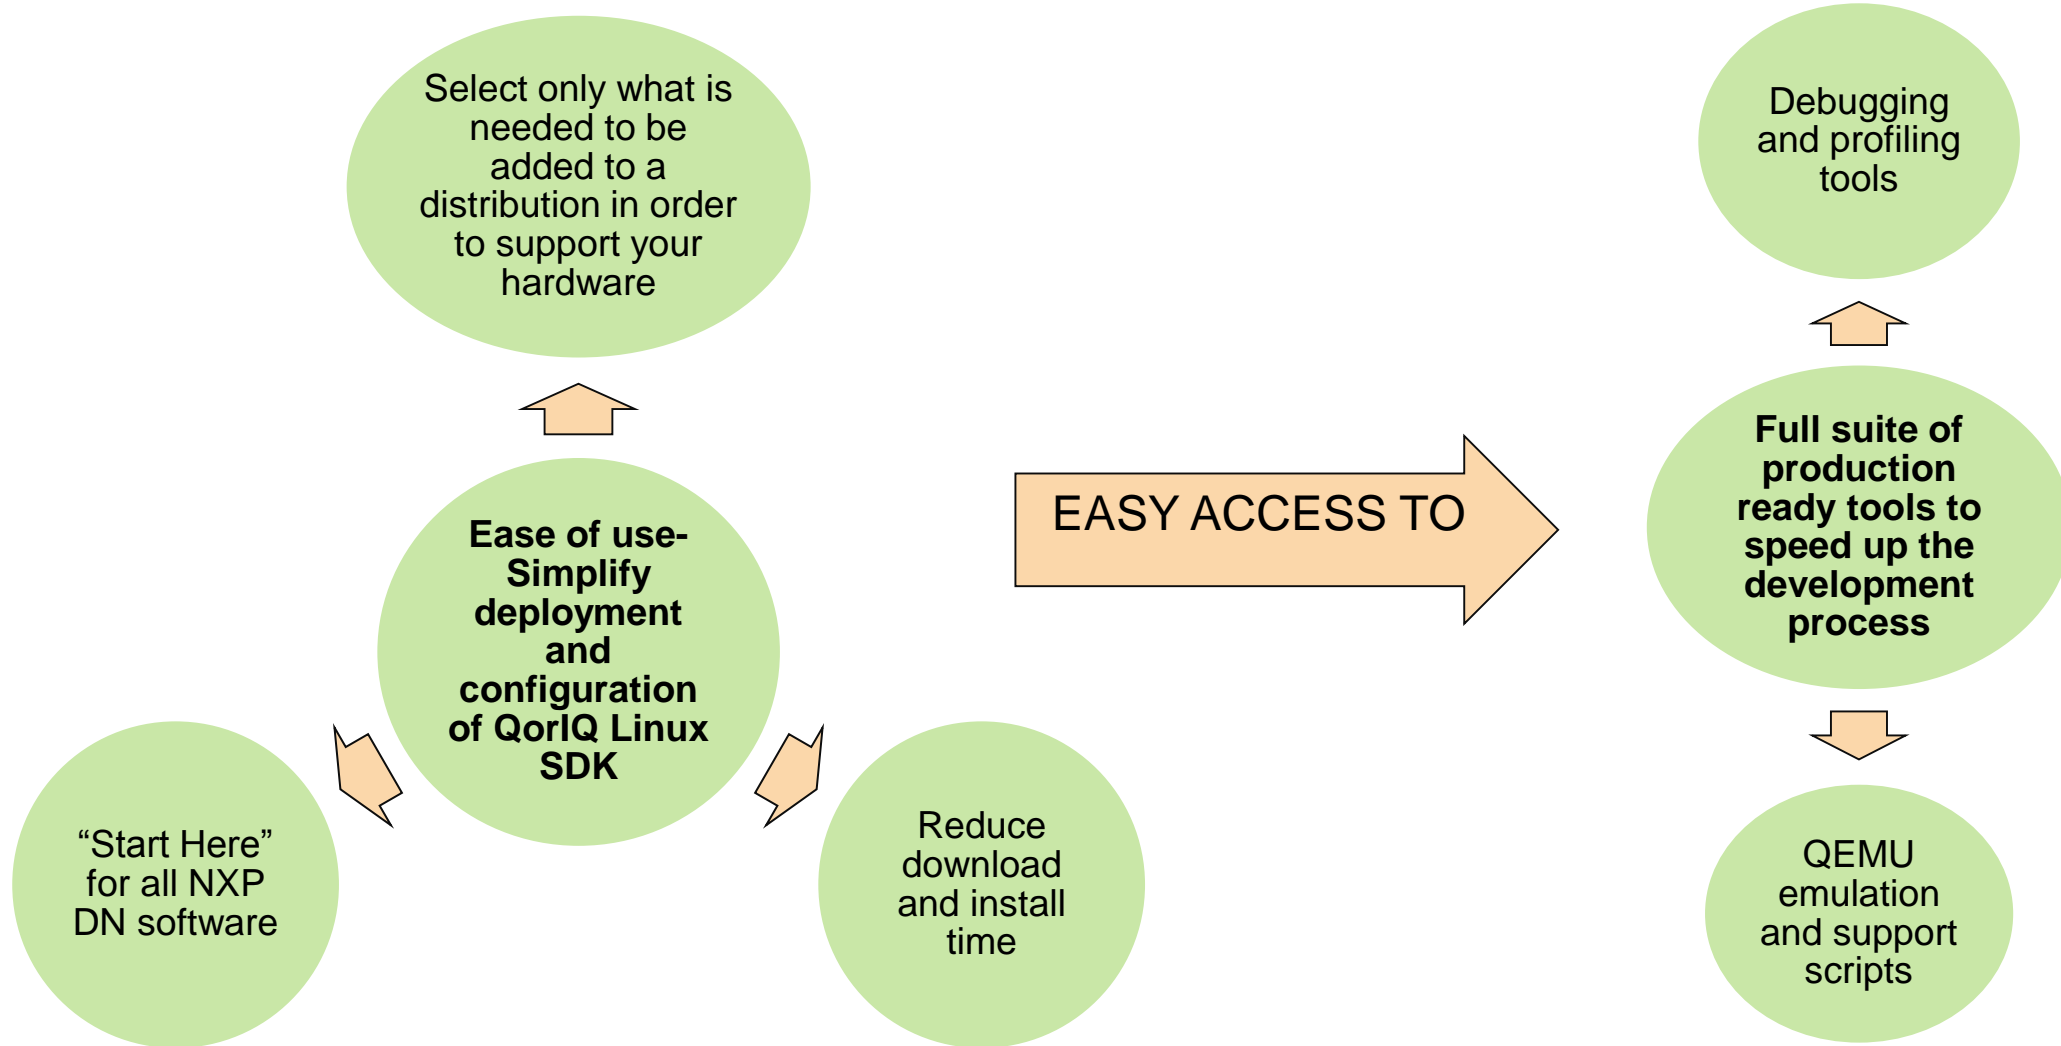 Select only what is
needed to be
added to a
distribution in order
to support your
hardware
Ease of use-
Simplify
deployment
and
configuration
of QorIQ Linux
SDK
“Start Here”
for all NXP
DN software
Reduce
download
and install
time
EASY ACCESS TO
Debugging
and profiling
tools
Full suite of
production
ready tools to
speed up the
development
process
QEMU
emulation
and support
scripts